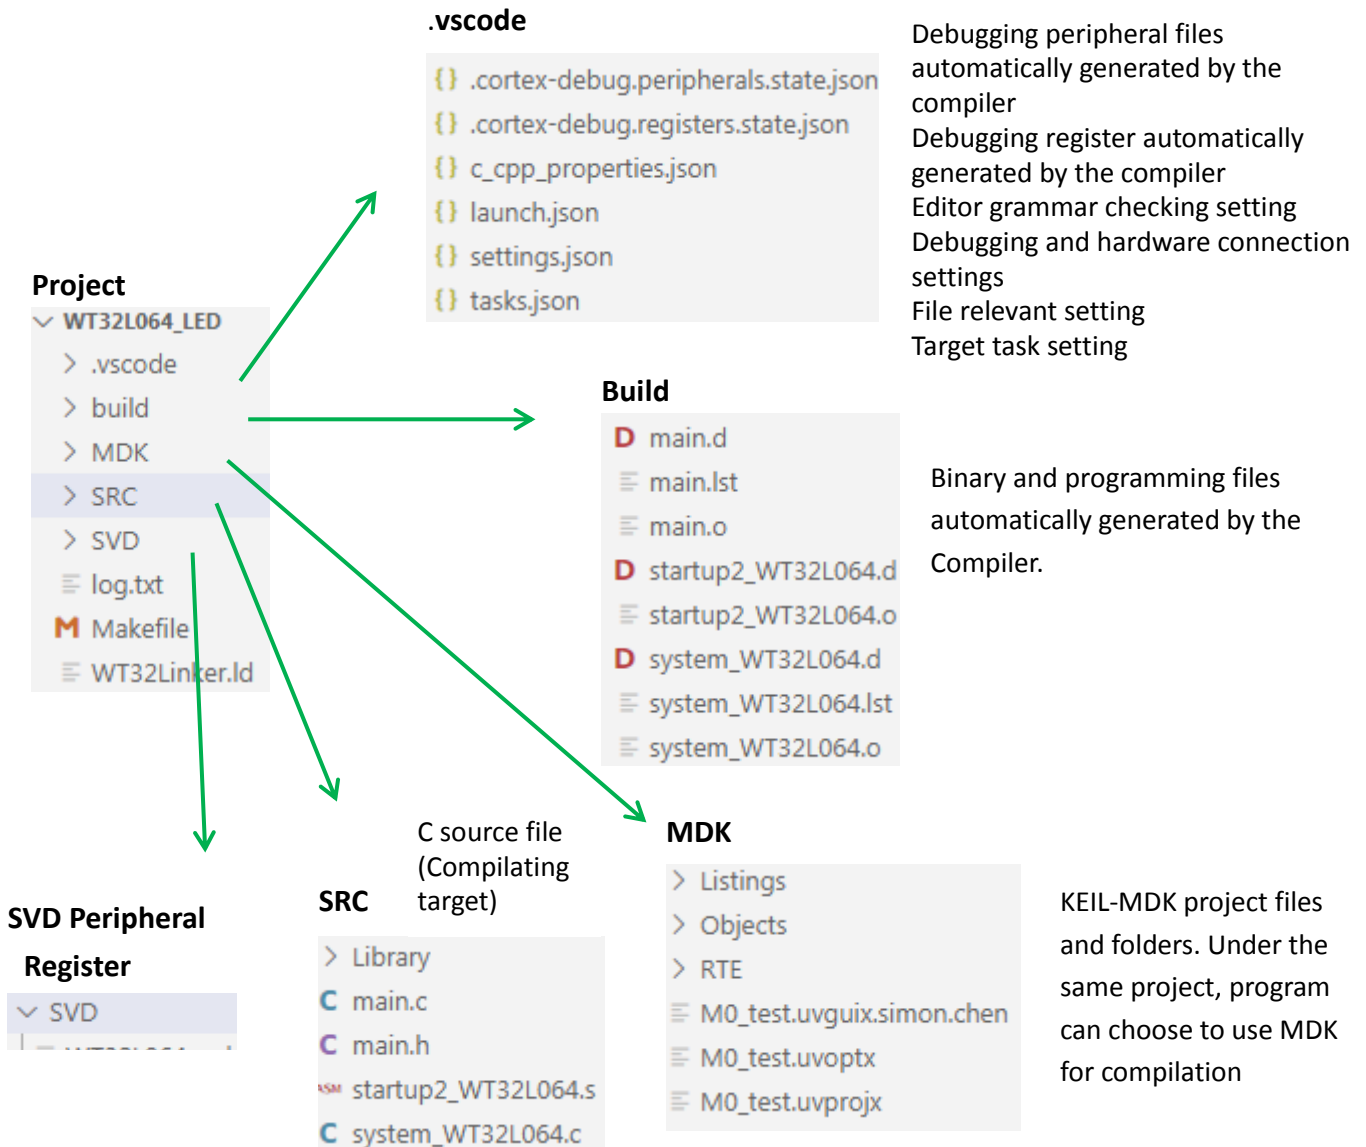 .vscode
{} .cortex-debug.peripherals.state.json
{} .cortex-debug.registers.state.json
{} c_cpp_properties.json
{} launch.json
{} settings.json
{} tasks.json
Debugging peripheral files
automatically generated by the
compiler
Debugging register automatically
generated by the compiler
Editor grammar checking setting
Debugging and hardware connection
settings
File relevant setting
Target task setting
Project
WT32L064_LED
.vscode
build
MDK
SRC
SVD
log.txt
M Makefile
WT32Linker.ld
Build
D main.d
main.lst
main.o
D startup2_WT32L064.d
startup2_WT32L064.o
D system_WT32L064.d
system_WT32L064.lst
system_WT32L064.o
Binary and programming files
automatically generated by the
Compiler.
SVD Peripheral
Register
SVD
C source file
(Compilating
target)
SRC
Library
C main.c
C main.h
ASM startup2_WT32L064.s
C system_WT32L064.c
MDK
Listings
Objects
RTE
M0_test.uvguix.simon.chen
M0_test.uvoptx
M0_test.uvprojx
KEIL-MDK project files
and folders. Under the
same project, program
can choose to use MDK
for compilation